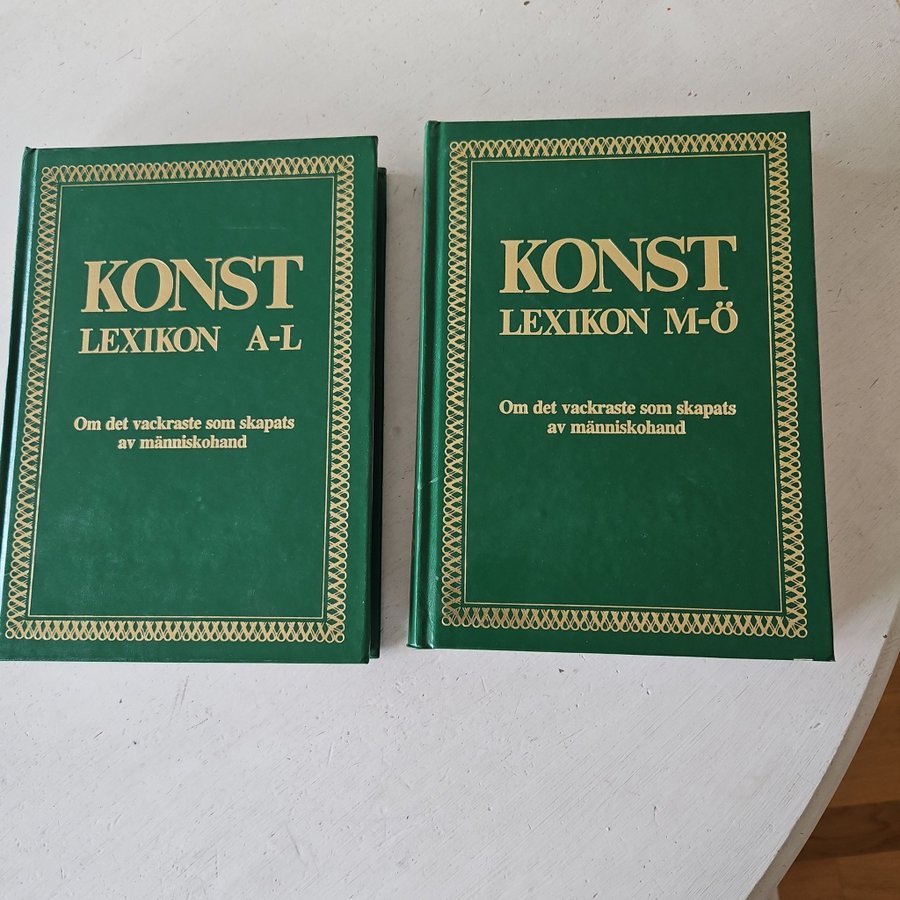 KONST
LEXIKON A-L
Om det vackraste som skapats
av människohand
KONST
LEXIKON M-Ö
Om det vackraste som skapats
av människohand